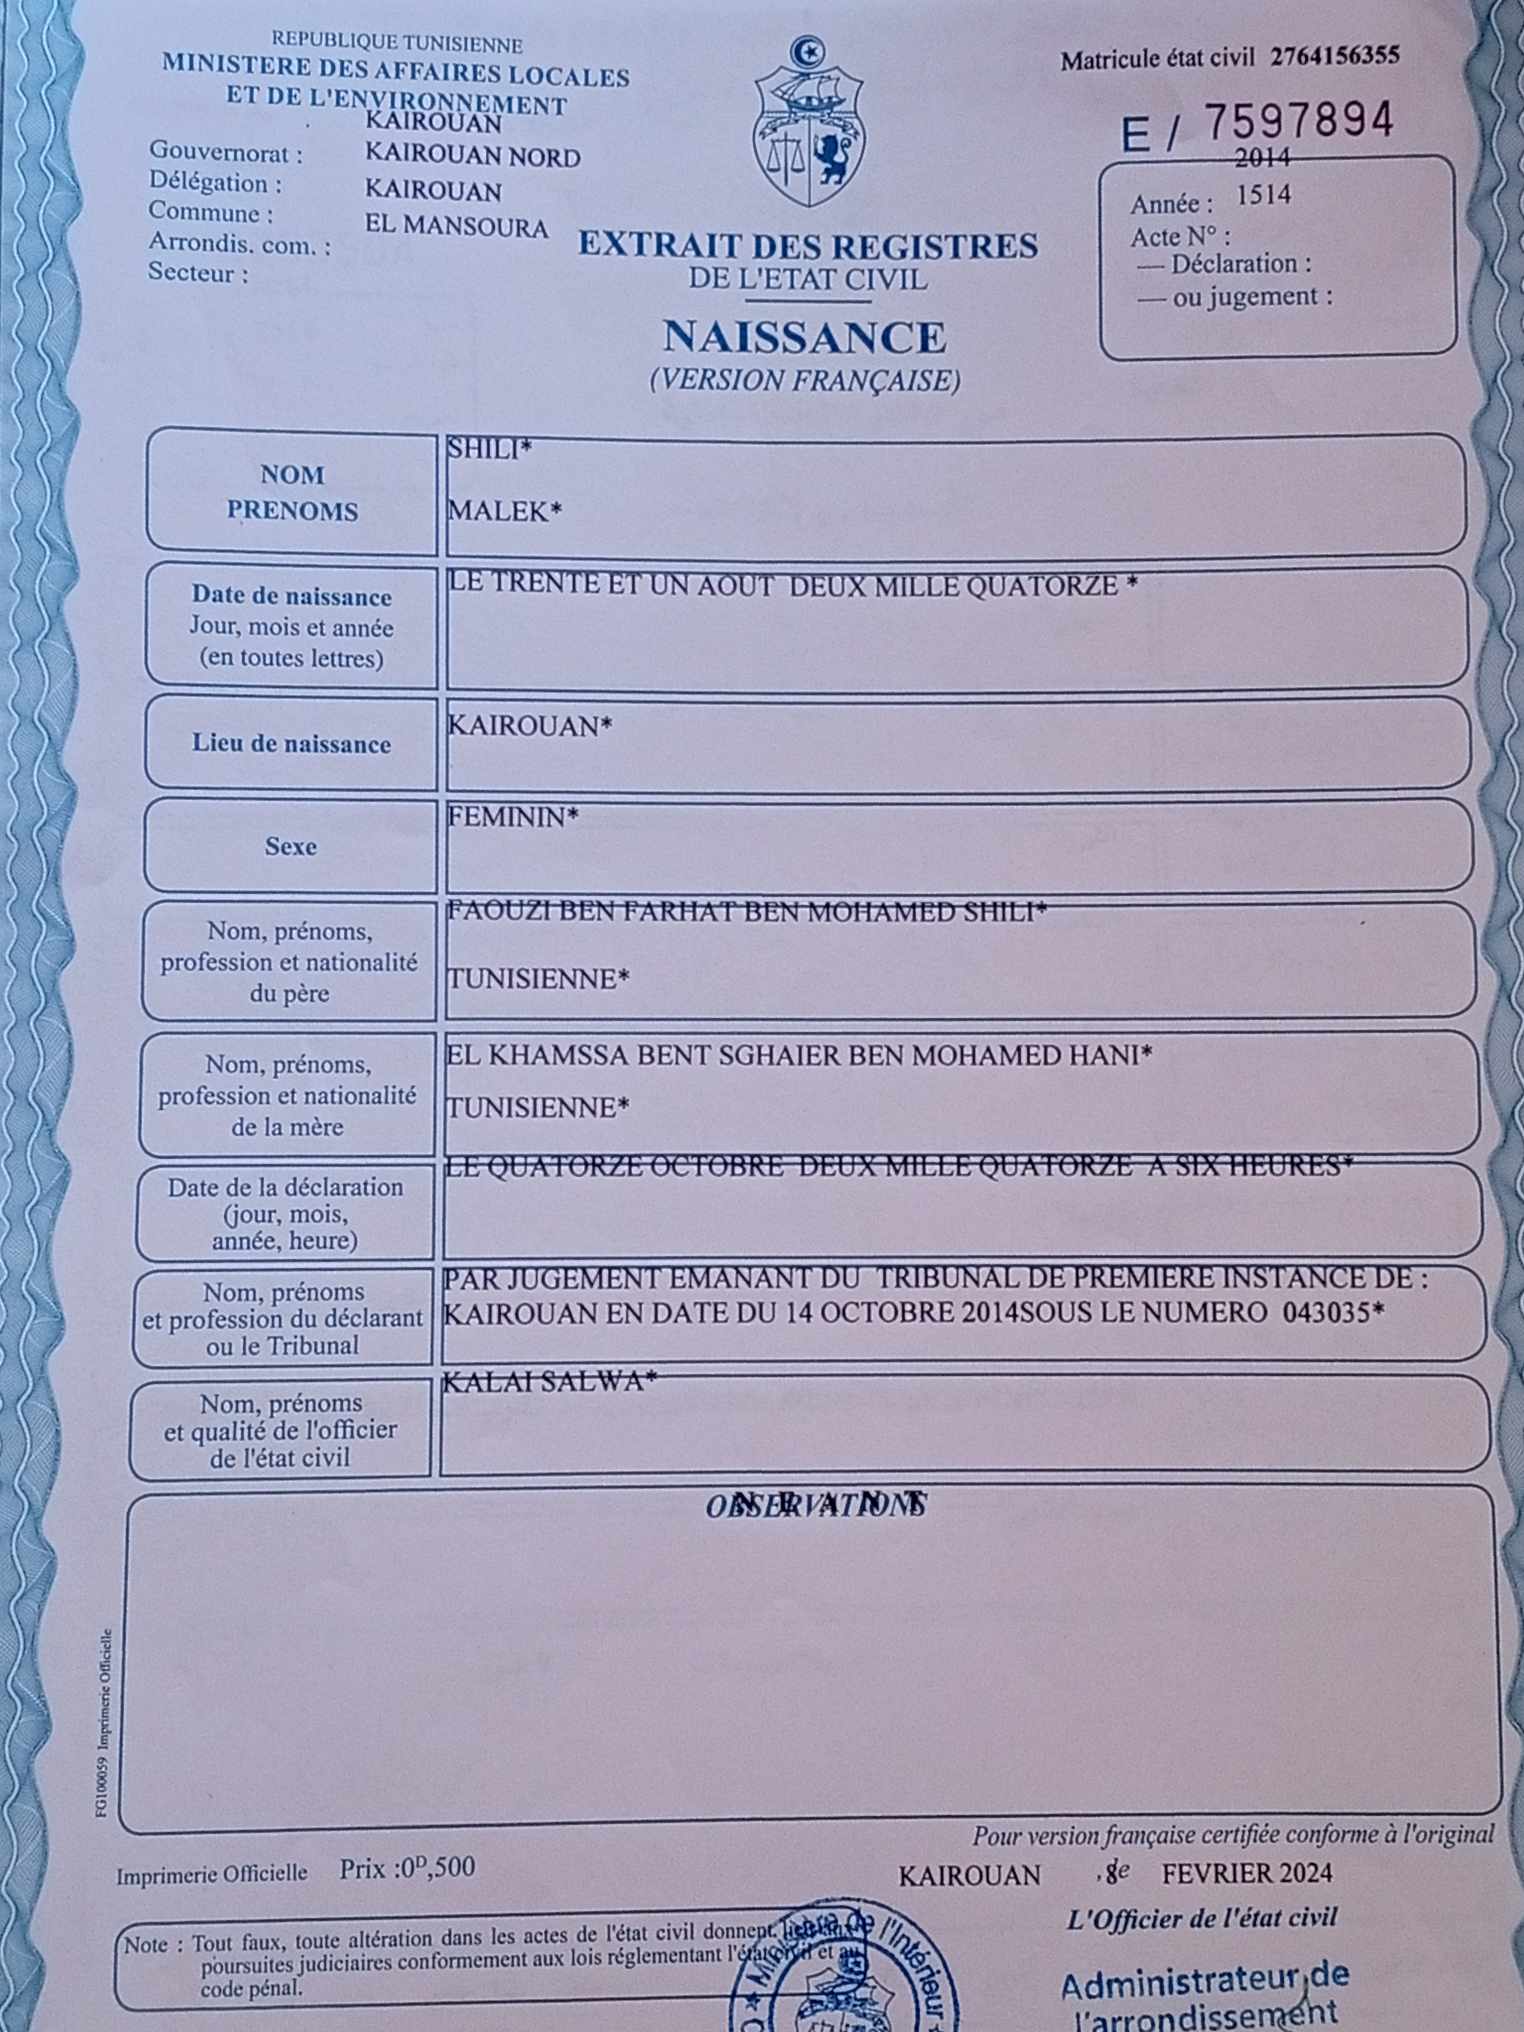 REPUBLIQUE TUNISIENNE
MINISTERE DES AFFAIRES LOCALES
ET DE L'ENVIRONNEMENT
KAIROUAN
Gouvernorat : KAIROUAN NORD
Délégation : KAIROUAN
Commune : EL MANSOURA
Arrondis. com. :
Secteur :
Matricule état civil 2764156355
E / 7597894
2014
Année : 1514
Acte N° :
— Déclaration :
— ou jugement :
EXTRAIT DES REGISTRES
DE L'ETAT CIVIL
NAISSANCE
(VERSION FRANÇAISE)
NOM
PRENOMS
SHILI*
MALEK*
Date de naissance
Jour, mois et année
(en toutes lettres)
LE TRENTE ET UN AOUT DEUX MILLE QUATORZE *
Lieu de naissance
KAIROUAN*
Sexe
FEMININ*
Nom, prénoms,
profession et nationalité
du père
FAOUZI BEN FARHAT BEN MOHAMED SHILI*
TUNISIENNE*
Nom, prénoms,
profession et nationalité
de la mère
EL KHAMSSA BENT SGHAIER BEN MOHAMED HANI*
TUNISIENNE*
Date de la déclaration
(jour, mois,
année, heure)
LE QUATORZE OCTOBRE DEUX MILLE QUATORZE A SIX HEURES*
Nom, prénoms
et profession du déclarant
ou le Tribunal
PAR JUGEMENT EMANANT DU TRIBUNAL DE PREMIERE INSTANCE DE :
KAIROUAN EN DATE DU 14 OCTOBRE 2014SOUS LE NUMERO 043035*
Nom, prénoms
et qualité de l'officier
de l'état civil
KALAI SALWA*
OBSERVATIONS
N E A N T
FG100059 Imprimerie Officielle
Pour version française certifiée conforme à l'original
Imprimerie Officielle Prix :0D,500
KAIROUAN FEVRIER 2024
L'Officier de l'état civil
Note : Tout faux, toute altération dans les actes de l'état civil donnent
poursuites judiciaires conformement aux lois réglementant l'état civil et au
code pénal.
Ministère de l'Intérieur
Administrateur de
l'arrondissement